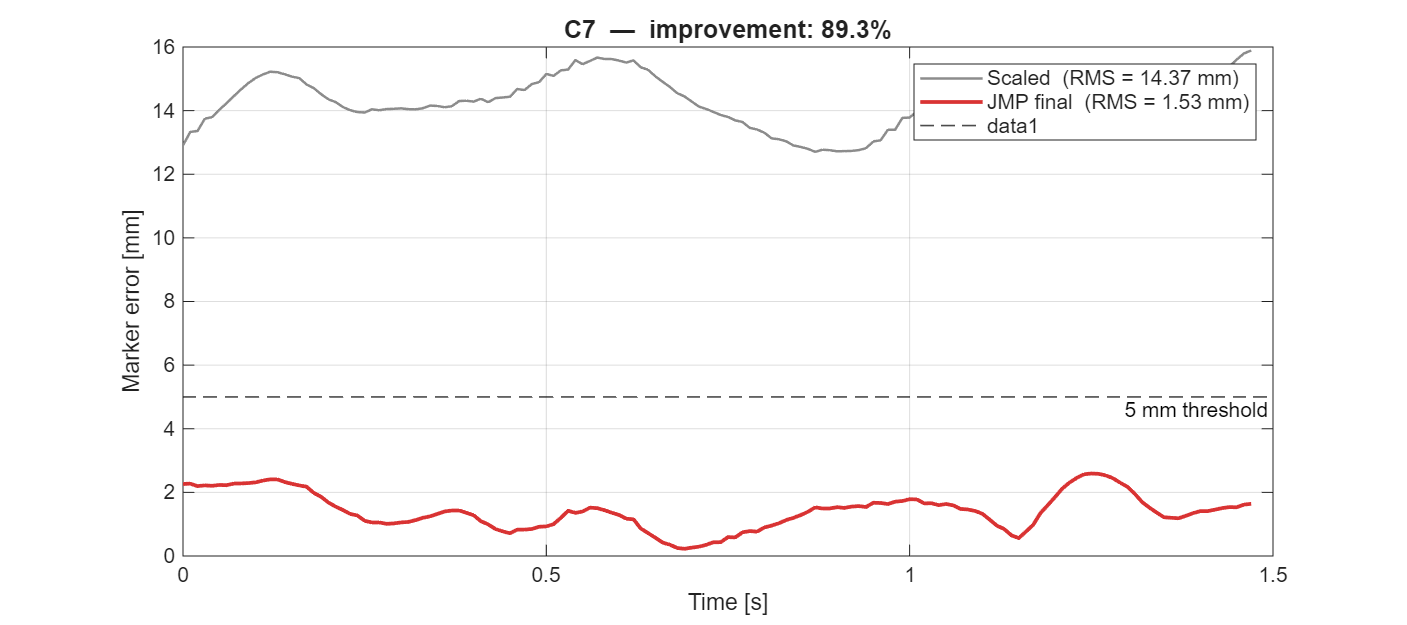 C7 — improvement: 89.3%
16
14
12
10
8
6
4
2
0
Marker error [mm]
Scaled (RMS = 14.37 mm)
JMP final (RMS = 1.53 mm)
data1
5 mm threshold
0 0.5 1 1.5
Time [s]